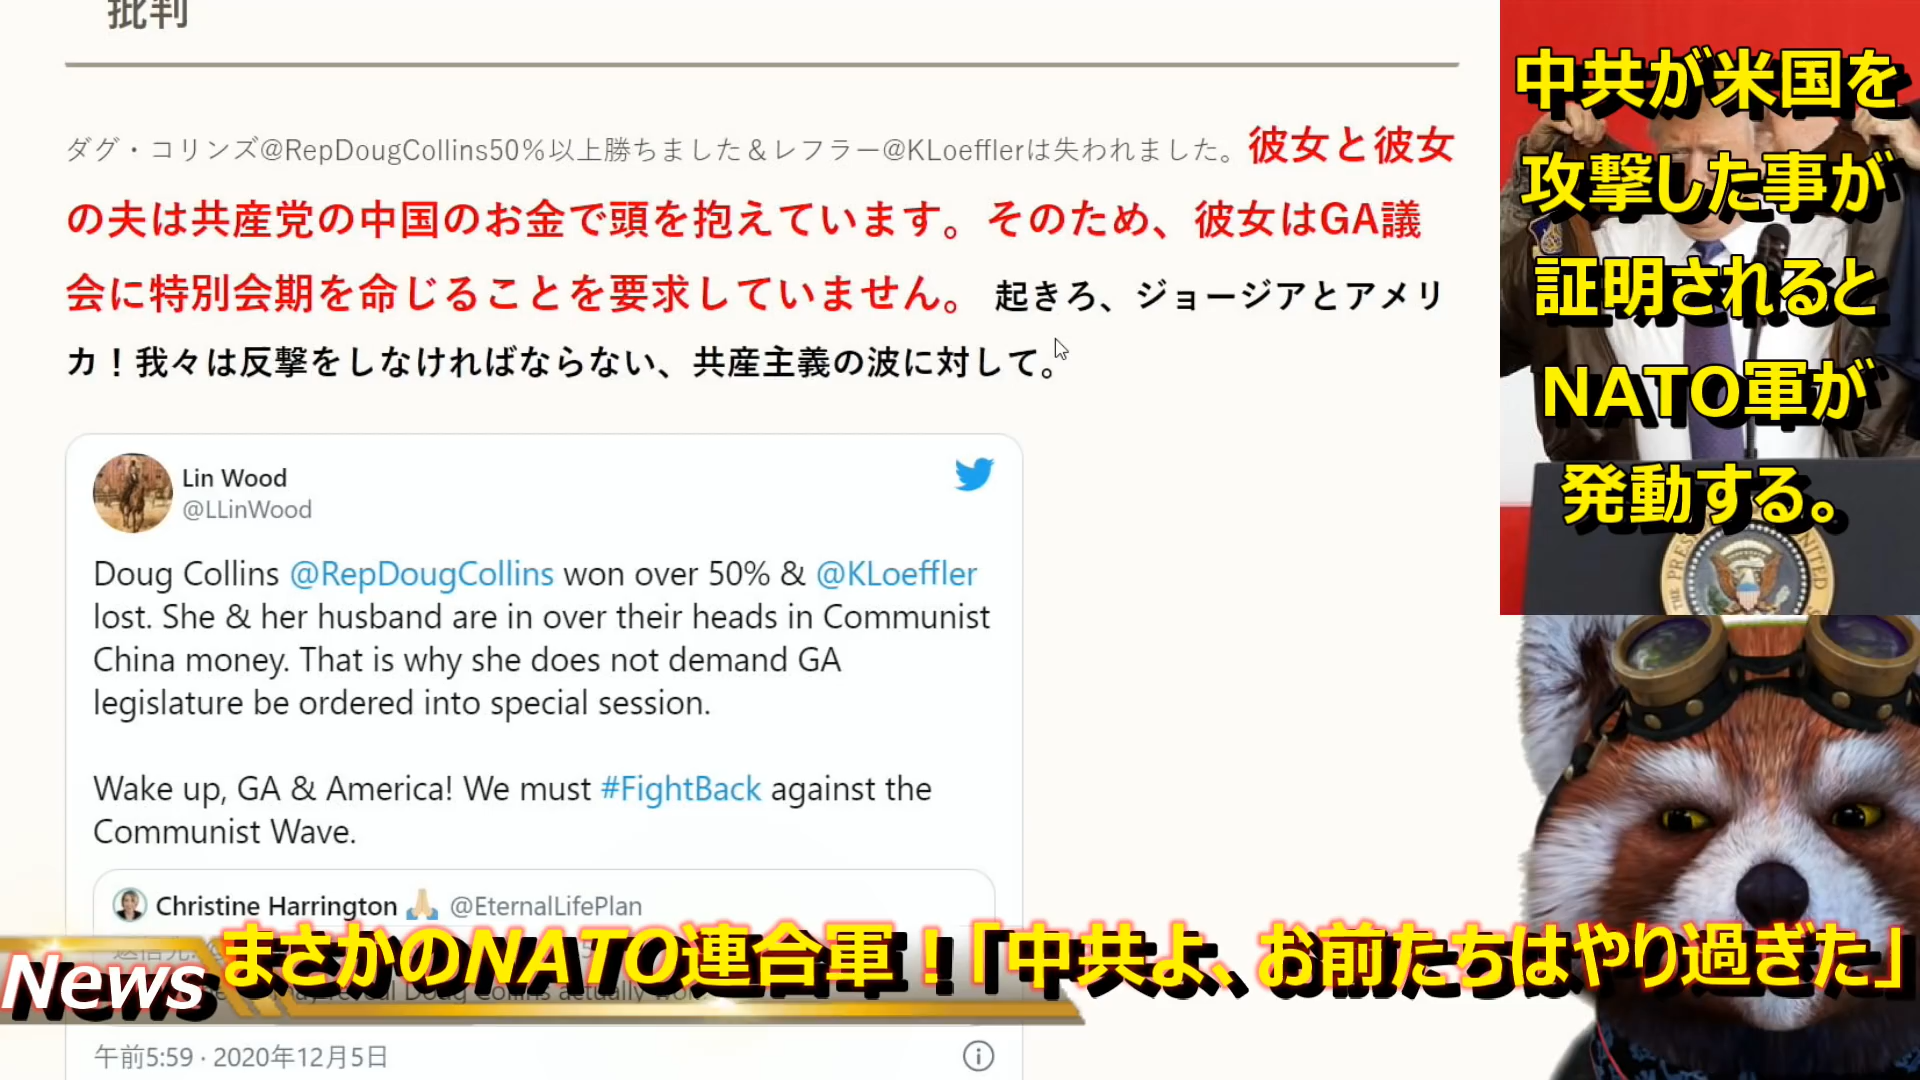 批判
ダグ・コリンズ@RepDougCollins50％以上勝ちました＆レフラー@KLoefflerは失われました。彼女と彼女
の夫は共産党の中国のお金で頭を抱えています。そのため、彼女はGA議
会に特別会期を命じることを要求していません。 起きろ、ジョージアとアメリ
カ！我々は反撃をしなければならない、共産主義の波に対して。
Lin Wood
@LLinWood
Doug Collins @RepDougCollins won over 50% & @KLoeffler
lost. She & her husband are in over their heads in Communist
China money. That is why she does not demand GA
legislature be ordered into special session.
Wake up, GA & America! We must #FightBack against the
Communist Wave.
Christine Harrington 🙏🏼 @EternalLifePlan
Doug Collins actually
午前5:59 · 2020年12月5日
中共が米国を
攻撃した事が
証明されると
NATO軍が
発動する。
News
まさかのNATO連合軍！「中共よ、お前たちはやり過ぎた」